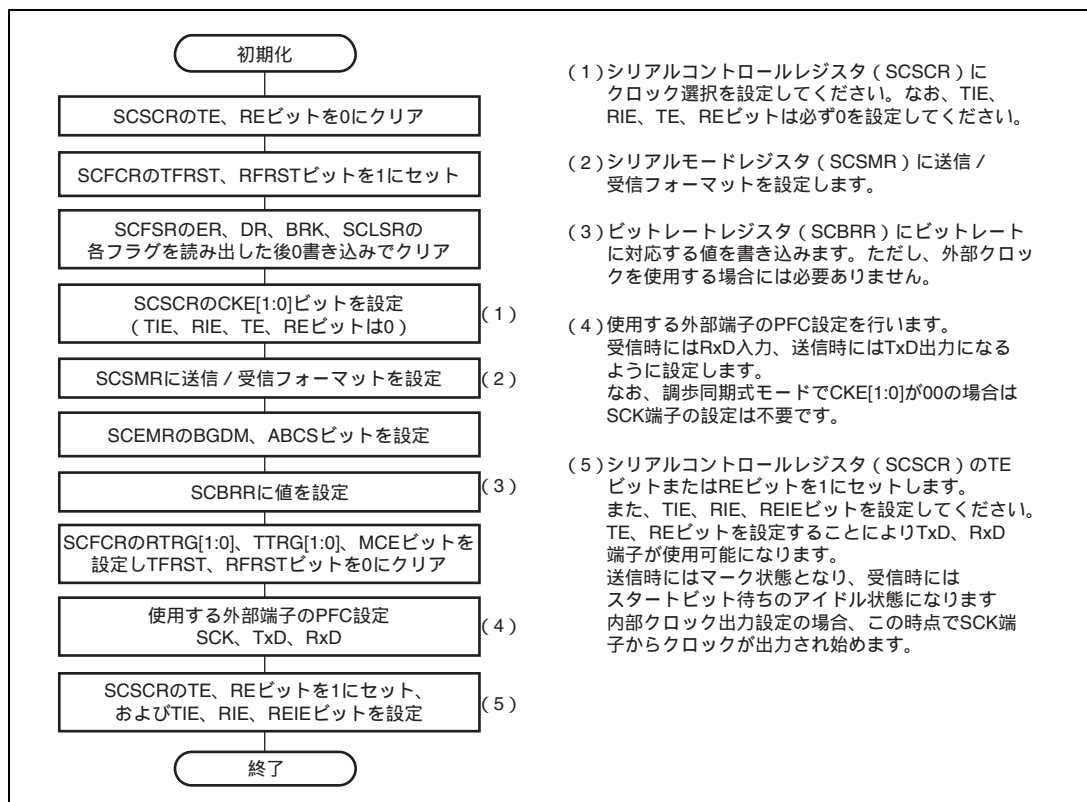 初期化
SCSCRのTE、REビットを0にクリア
SCFCRのTFRST、RFRSTビットを1にセット
SCFSRのER、DR、BRK、SCLSRの
各フラグを読み出した後0書き込みでクリア
SCSCRのCKE[1:0]ビットを設定
（TIE、RIE、TE、REビットは0）
（1）
SCSMRに送信／受信フォーマットを設定
（2）
SCEMRのBGDM、ABCSビットを設定
SCBRRに値を設定
（3）
SCFCRのRTRG[1:0]、TTRG[1:0]、MCEビットを
設定しTFRST、RFRSTビットを0にクリア
使用する外部端子のPFC設定
SCK、TxD、RxD
（4）
SCSCRのTE、REビットを1にセット、
およびTIE、RIE、REIEビットを設定
（5）
終了
（1）シリアルコントロールレジスタ（SCSCR）に
クロック選択を設定してください。なお、TIE、
RIE、TE、REビットは必ず0を設定してください。
（2）シリアルモードレジスタ（SCSMR）に送信／
受信フォーマットを設定します。
（3）ビットレートレジスタ（SCBRR）にビットレート
に対応する値を書き込みます。ただし、外部クロッ
クを使用する場合には必要ありません。
（4）使用する外部端子のPFC設定を行います。
受信時にはRxD入力、送信時にはTxD出力になる
ように設定します。
なお、調歩同期式モードでCKE[1:0]が00の場合は
SCK端子の設定は不要です。
（5）シリアルコントロールレジスタ（SCSCR）のTE
ビットまたはREビットを1にセットします。
また、TIE、RIE、REIEビットを設定してください。
TE、REビットを設定することによりTxD、RxD
端子が使用可能になります。
送信時にはマーク状態となり、受信時には
スタートビット待ちのアイドル状態になります
内部クロック出力設定の場合、この時点でSCK端
子からクロックが出力され始めます。